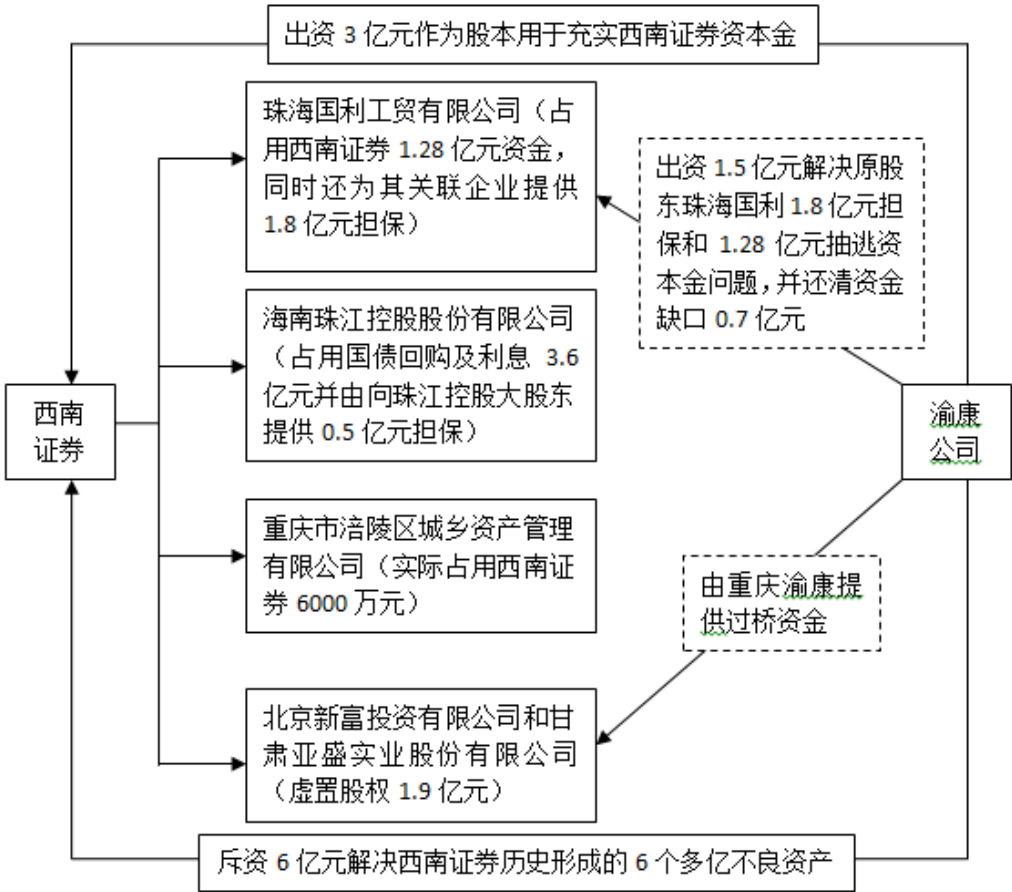 出资 3 亿元作为股本用于充实西南证券资本金
珠海国利工贸有限公司（占
用西南证券 1.28 亿元资金，
同时还为其关联企业提供
1.8 亿元担保）
出资 1.5 亿元解决原股
东珠海国利 1.8 亿元担
保和 1.28 亿元抽逃资
本金问题，并还清资金
缺口 0.7 亿元
海南珠江控股股份有限公司
（占用国债回购及利息 3.6
亿元并由向珠江控股大股东
提供 0.5 亿元担保）
西南
证券
渝康
公司
重庆市涪陵区城乡资产管理
有限公司（实际占用西南证
券 6000 万元）
由重庆渝康提
供过桥资金
北京新富投资有限公司和甘
肃亚盛实业股份有限公司
（虚置股权 1.9 亿元）
斥资 6 亿元解决西南证券历史形成的 6 个多亿不良资产